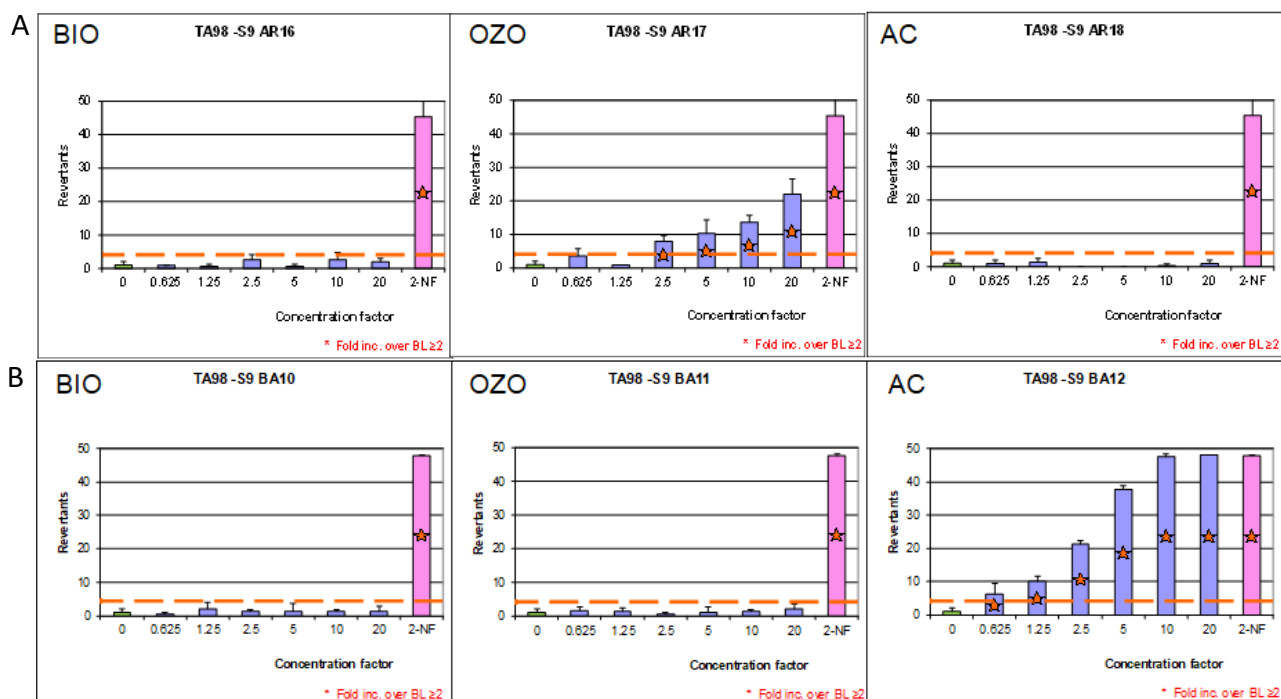 A
BIO
TA98 -S9 AR16
Revertants
50
40
30
20
10
0
0 0.625 1.25 2.5 5 10 20 2-NF
Concentration factor
* Fold inc. over BL ≥2
OZO
TA98 -S9 AR17
Revertants
50
40
30
20
10
0
0 0.625 1.25 2.5 5 10 20 2-NF
Concentration factor
* Fold inc. over BL ≥2
AC
TA98 -S9 AR18
Revertants
50
40
30
20
10
0
0 0.625 1.25 2.5 5 10 20 2-NF
Concentration factor
* Fold inc. over BL ≥2
B
BIO
TA98 -S9 BA10
Revertants
50
40
30
20
10
0
0 0.625 1.25 2.5 5 10 20 2-NF
Concentration factor
* Fold inc. over BL ≥2
OZO
TA98 -S9 BA11
Revertants
50
40
30
20
10
0
0 0.625 1.25 2.5 5 10 20 2-NF
Concentration factor
* Fold inc. over BL ≥2
AC
TA98 -S9 BA12
Revertants
50
40
30
20
10
0
0 0.625 1.25 2.5 5 10 20 2-NF
Concentration factor
* Fold inc. over BL ≥2